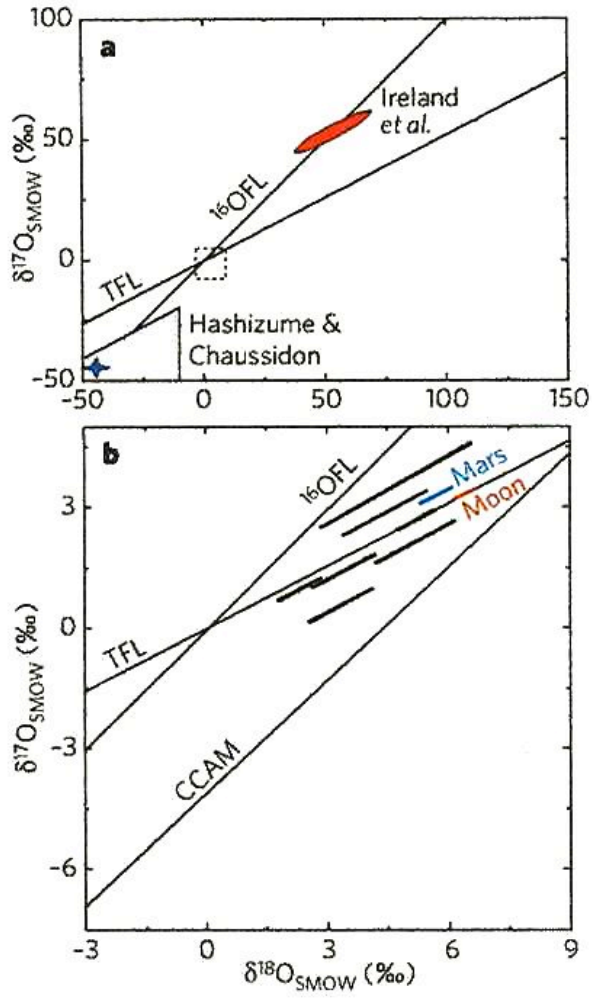 a
100
50
0
-50
δ¹⁷O_SMOW (‰)
Ireland
et al.
¹⁶OFL
TFL
Hashizume &
Chaussidon
-50
0
50
100
150
b
3
0
-3
-6
δ¹⁷O_SMOW (‰)
¹⁶OFL
Mars
Moon
TFL
CCAM
-3
0
3
6
9
δ¹⁸O_SMOW (‰)